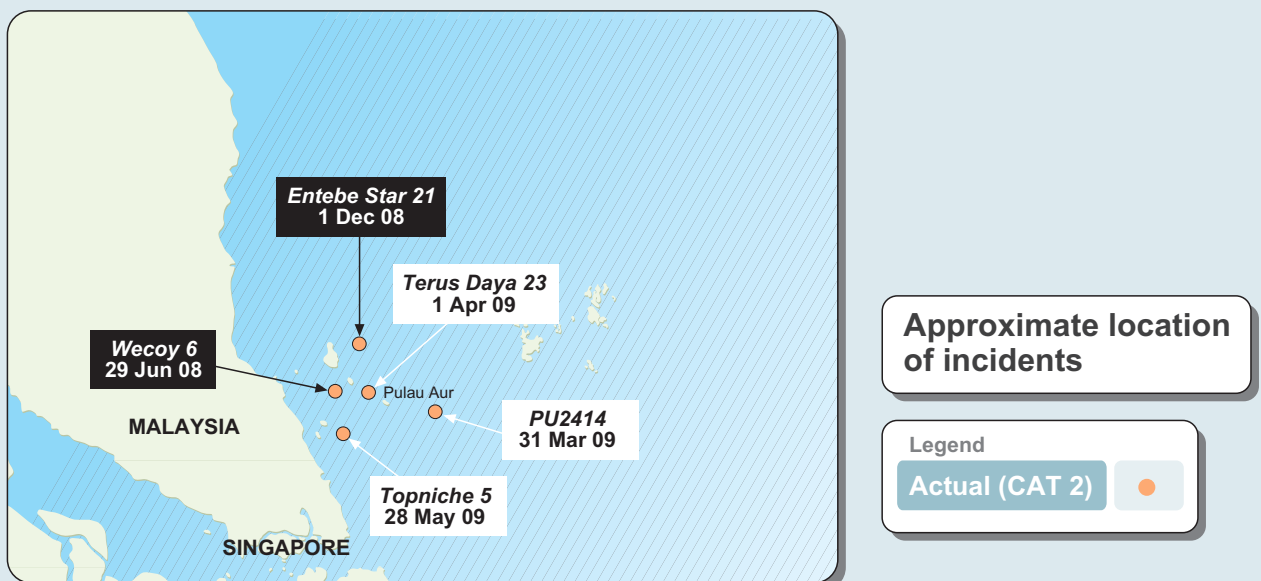 Entebe Star 21
1 Dec 08
Terus Daya 23
1 Apr 09
Wecoy 6
29 Jun 08
Pulau Aur
MALAYSIA
PU2414
31 Mar 09
Topniche 5
28 May 09
SINGAPORE
Approximate location
of incidents
Legend
Actual (CAT 2)